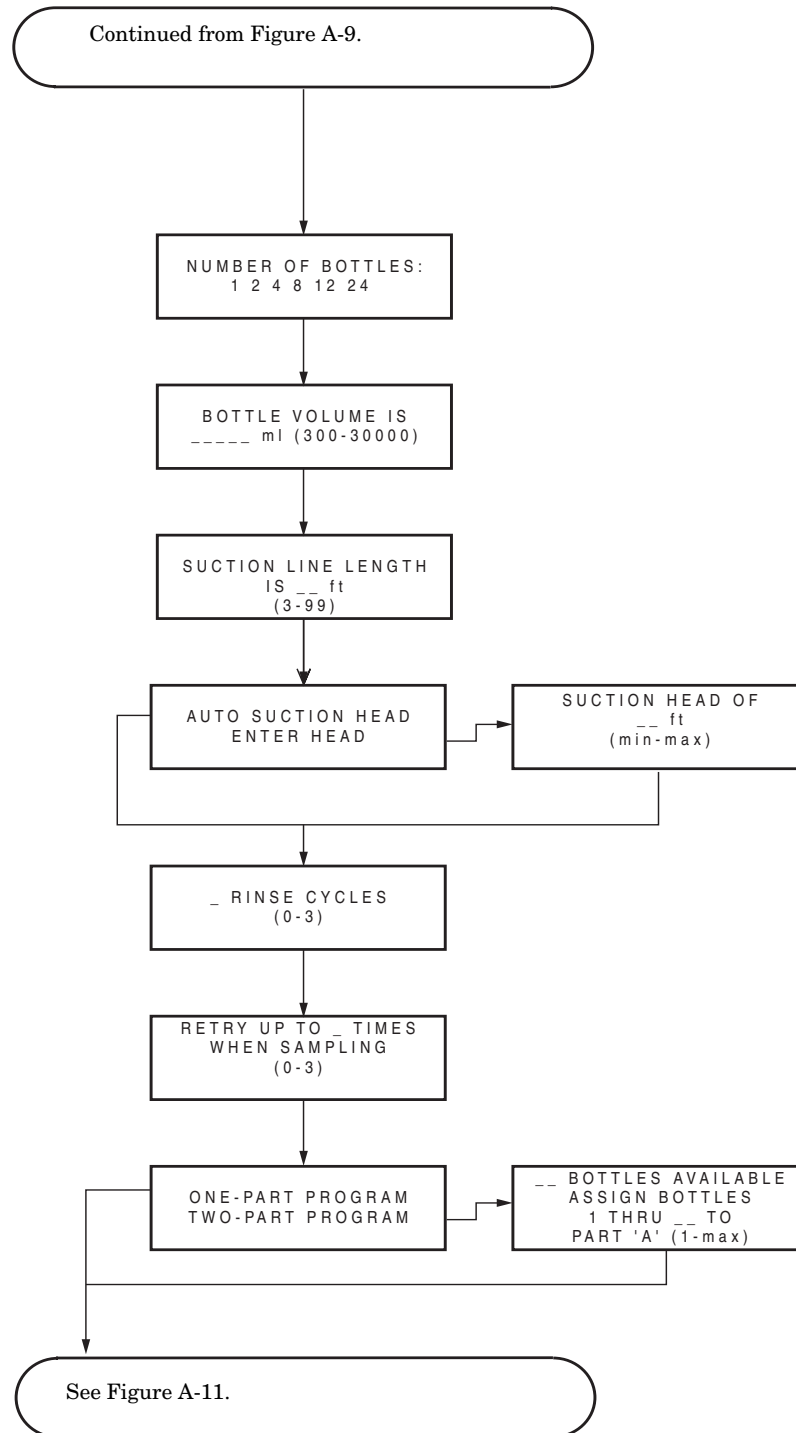 Continued from Figure A-9.
NUMBER OF BOTTLES:
1 2 4 8 12 24
BOTTLE VOLUME IS
_____ ml (300-30000)
SUCTION LINE LENGTH
IS __ ft
(3-99)
AUTO SUCTION HEAD
ENTER HEAD
SUCTION HEAD OF
__ ft
(min-max)
_ RINSE CYCLES
(0-3)
RETRY UP TO _ TIMES
WHEN SAMPLING
(0-3)
ONE-PART PROGRAM
TWO-PART PROGRAM
__ BOTTLES AVAILABLE
ASSIGN BOTTLES
1 THRU __ TO
PART 'A' (1-max)
See Figure A-11.